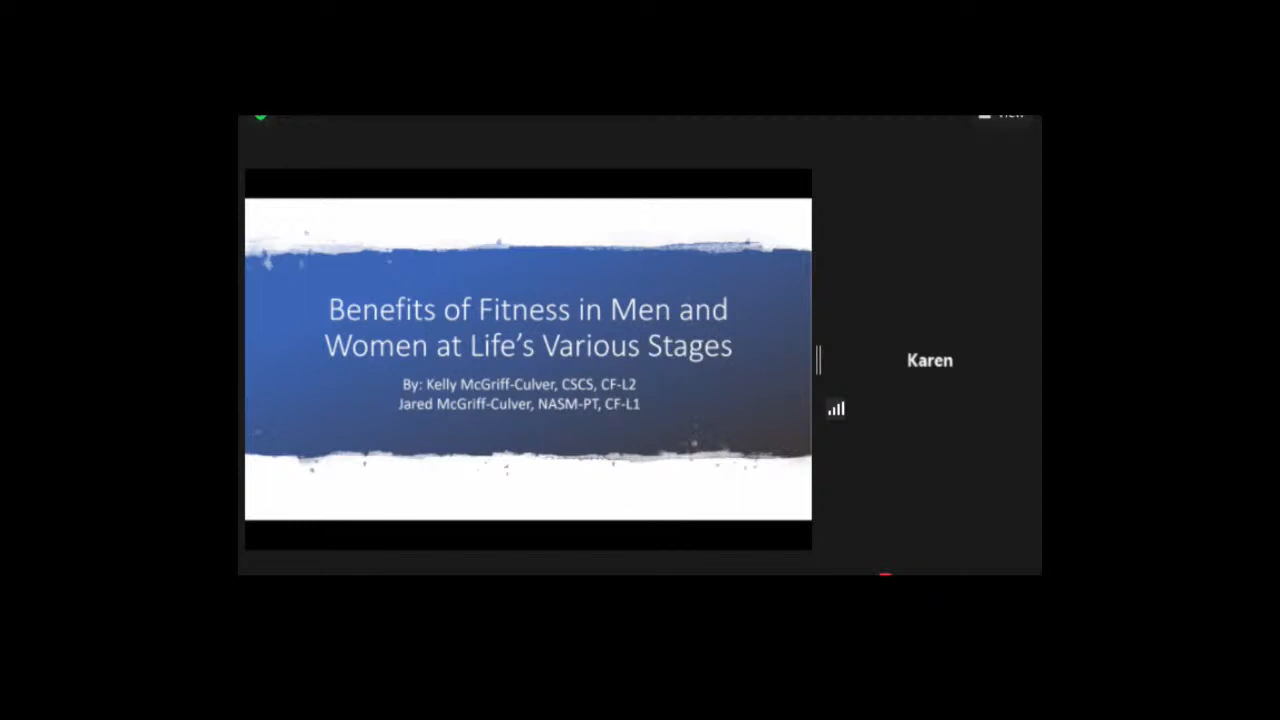 Benefits of Fitness in Men and
Women at Life's Various Stages
By: Kelly McGriff-Culver, CSCS, CF-L2
Jared McGriff-Culver, NASM-PT, CF-L1
Karen
View